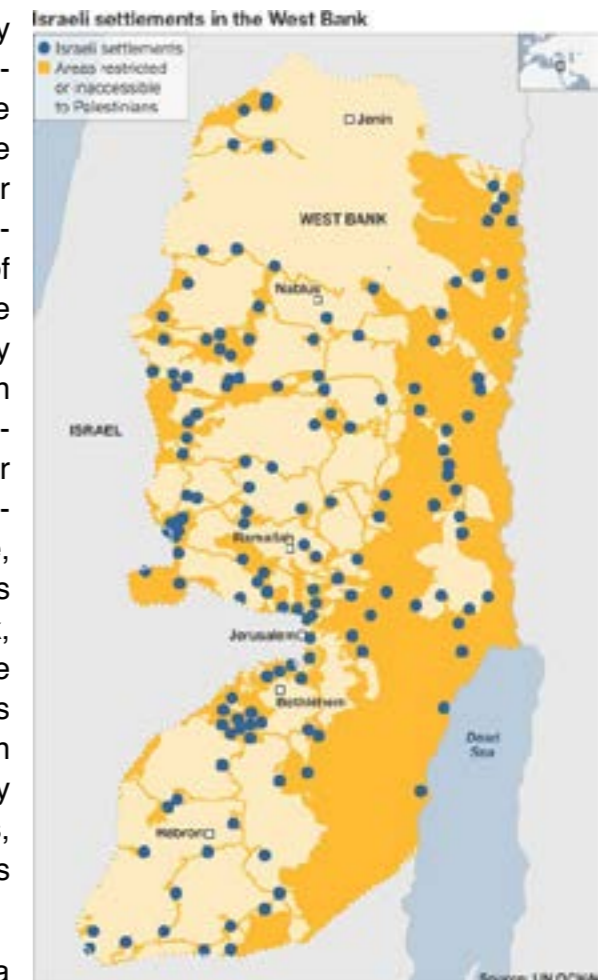 Israeli settlements in the West Bank
Israeli settlements
Areas restricted
or inaccessible
to Palestinians
Jenin
WEST BANK
Nablus
ISRAEL
Ramallah
Jerusalem
Bethlehem
Dead
Sea
Hebron
Source: UN OCHA
y
-
e
e
r
-
of
e
y
n
-
r
-
,
s
,
e
s
n
y
,
s
a